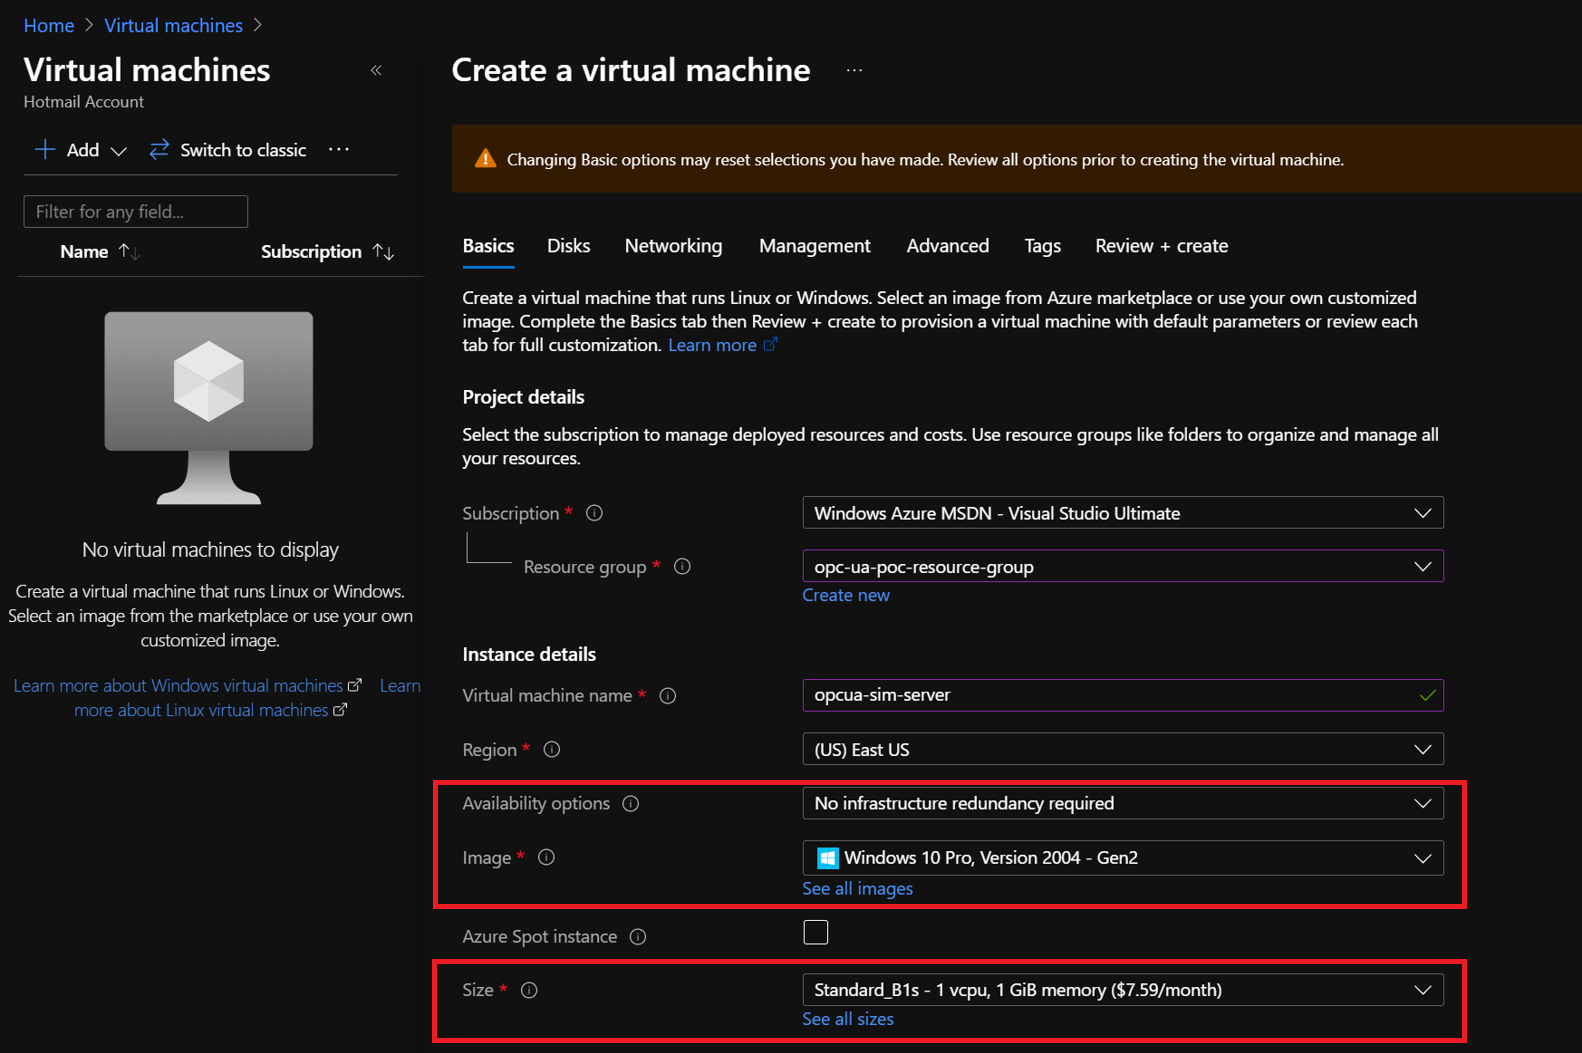 Home > Virtual machines >
Virtual machines
«
Hotmail Account
Add
Switch to classic
...
Filter for any field...
Name ↑↓
Subscription ↑↓
No virtual machines to display
Create a virtual machine that runs Linux or Windows.
Select an image from the marketplace or use your own
customized image.
Learn more about Windows virtual machines
Learn
more about Linux virtual machines
Create a virtual machine
...
Changing Basic options may reset selections you have made. Review all options prior to creating the virtual machine.
Basics Disks Networking Management Advanced Tags Review + create
Create a virtual machine that runs Linux or Windows. Select an image from Azure marketplace or use your own customized
image. Complete the Basics tab then Review + create to provision a virtual machine with default parameters or review each
tab for full customization. Learn more
Project details
Select the subscription to manage deployed resources and costs. Use resource groups like folders to organize and manage all
your resources.
Subscription *
Windows Azure MSDN - Visual Studio Ultimate
Resource group *
opc-ua-poc-resource-group
Create new
Instance details
Virtual machine name *
opcua-sim-server
Region *
(US) East US
Availability options
No infrastructure redundancy required
Image *
Windows 10 Pro, Version 2004 - Gen2
See all images
Azure Spot instance
Size *
Standard_B1s - 1 vcpu, 1 GiB memory ($7.59/month)
See all sizes